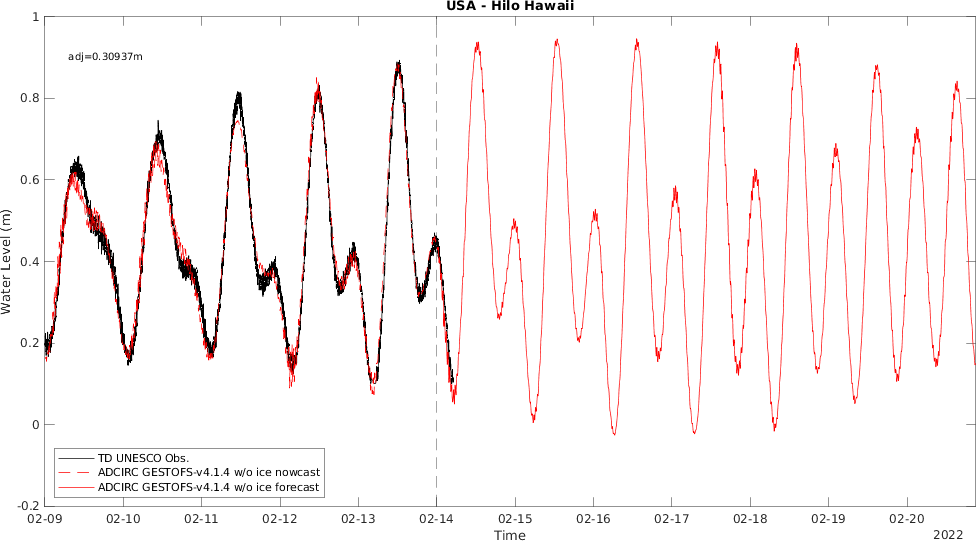 USA - Hilo Hawaii
adj=0.30937m
1
0.8
0.6
0.4
0.2
0
-0.2
Water Level (m)
TD UNESCO Obs.
ADCIRC GESTOFS-v4.1.4 w/o ice nowcast
ADCIRC GESTOFS-v4.1.4 w/o ice forecast
02-09 02-10 02-11 02-12 02-13 02-14 02-15 02-16 02-17 02-18 02-19 02-20
Time
2022